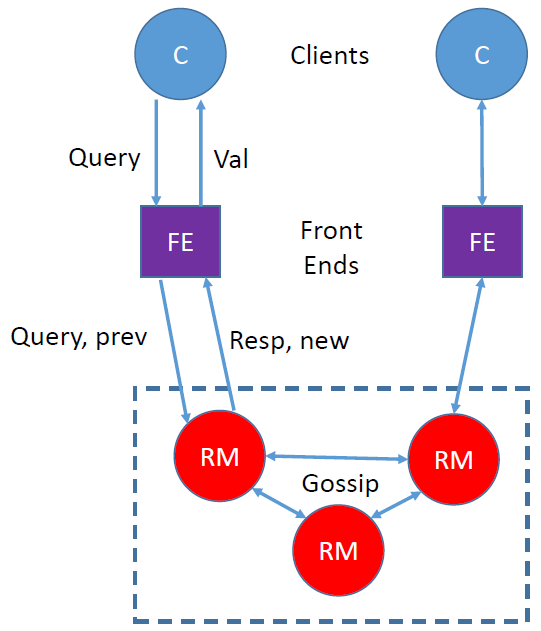 C
Clients
C
Query
Val
FE
Front
Ends
FE
Query, prev
Resp, new
RM
RM
Gossip
RM